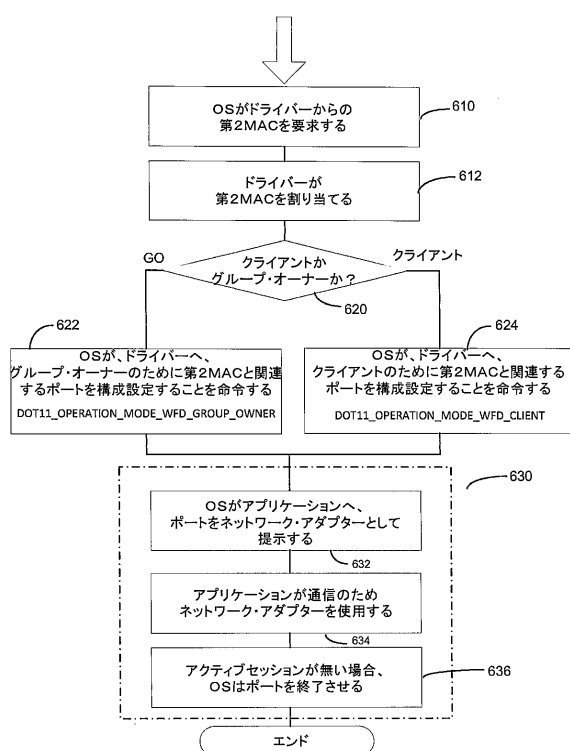 OSがドライバーからの
第2MACを要求する
610
ドライバーが
第2MACを割り当てる
612
GO
クライアントか
グループ・オーナーか?
クライアント
620
622
OSが、ドライバーへ、
グループ・オーナーのために第2MACと関連
するポートを構成設定することを命令する
DOT11_OPERATION_MODE_WFD_GROUP_OWNER
624
OSが、ドライバーへ、
クライアントのために第2MACと関連する
ポートを構成設定することを命令する
DOT11_OPERATION_MODE_WFD_CLIENT
630
OSがアプリケーションへ、
ポートをネットワーク・アダプターとして
提示する
632
アプリケーションが通信のため
ネットワーク・アダプターを使用する
634
アクティブセッションが無い場合、
OSはポートを終了させる
636
エンド